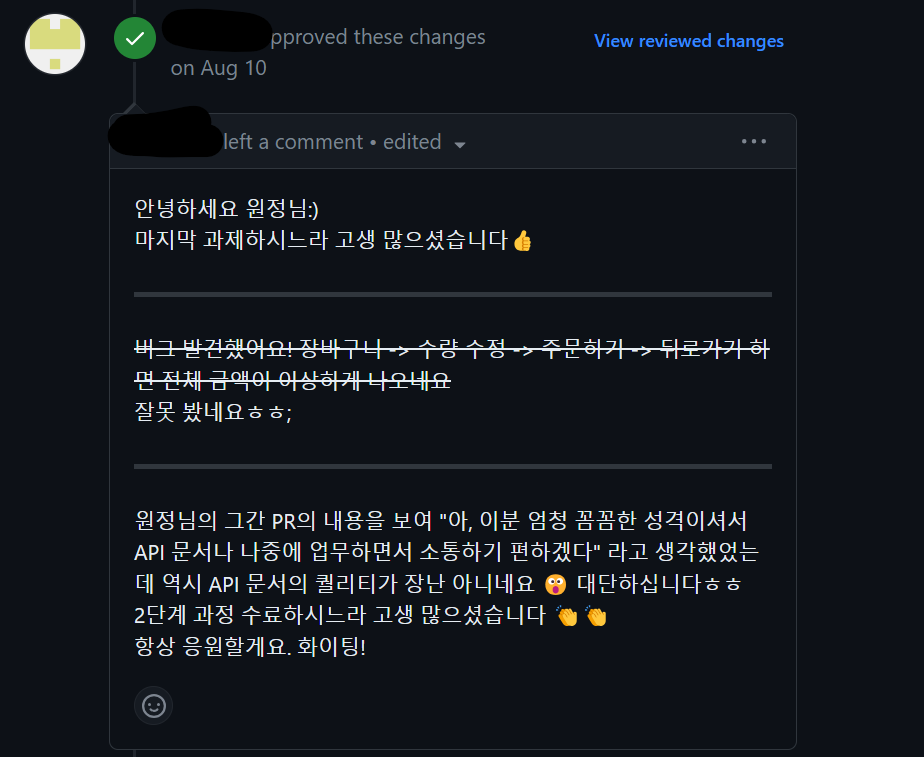 pproved these changes
on Aug 10
View reviewed changes
left a comment • edited
안녕하세요 원정님:)
마지막 과제하시느라 고생 많으셨습니다👍
버그 발견했어요! 장바구니 -> 수량 수정 -> 주문하기 -> 뒤로가기 하
면 전체 금액이 이상하게 나오네요
잘못 봤네요ㅎㅎ;
원정님의 그간 PR의 내용을 보여 "아, 이분 엄청 꼼꼼한 성격이셔서
API 문서나 나중에 업무하면서 소통하기 편하겠다" 라고 생각했었는
데 역시 API 문서의 퀄리티가 장난 아니네요 😲 대단하십니다ㅎㅎ
2단계 과정 수료하시느라 고생 많으셨습니다 👏 👏
항상 응원할게요. 화이팅!